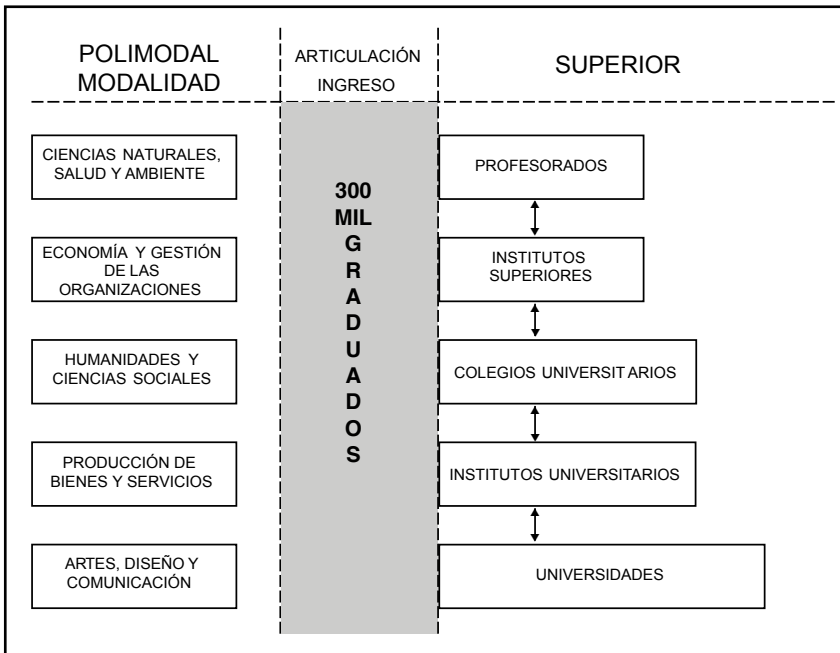 POLIMODAL
MODALIDAD
ARTICULACIÓN
INGRESO
SUPERIOR
CIENCIAS NATURALES,
SALUD Y AMBIENTE
ECONOMÍA Y GESTIÓN
DE LAS
ORGANIZACIONES
HUMANIDADES Y
CIENCIAS SOCIALES
PRODUCCIÓN DE
BIENES Y SERVICIOS
ARTES, DISEÑO Y
COMUNICACIÓN
300
MIL
G
R
A
D
U
A
D
O
S
PROFESORADOS
INSTITUTOS
SUPERIORES
COLEGIOS UNIVERSITARIOS
INSTITUTOS UNIVERSITARIOS
UNIVERSIDADES